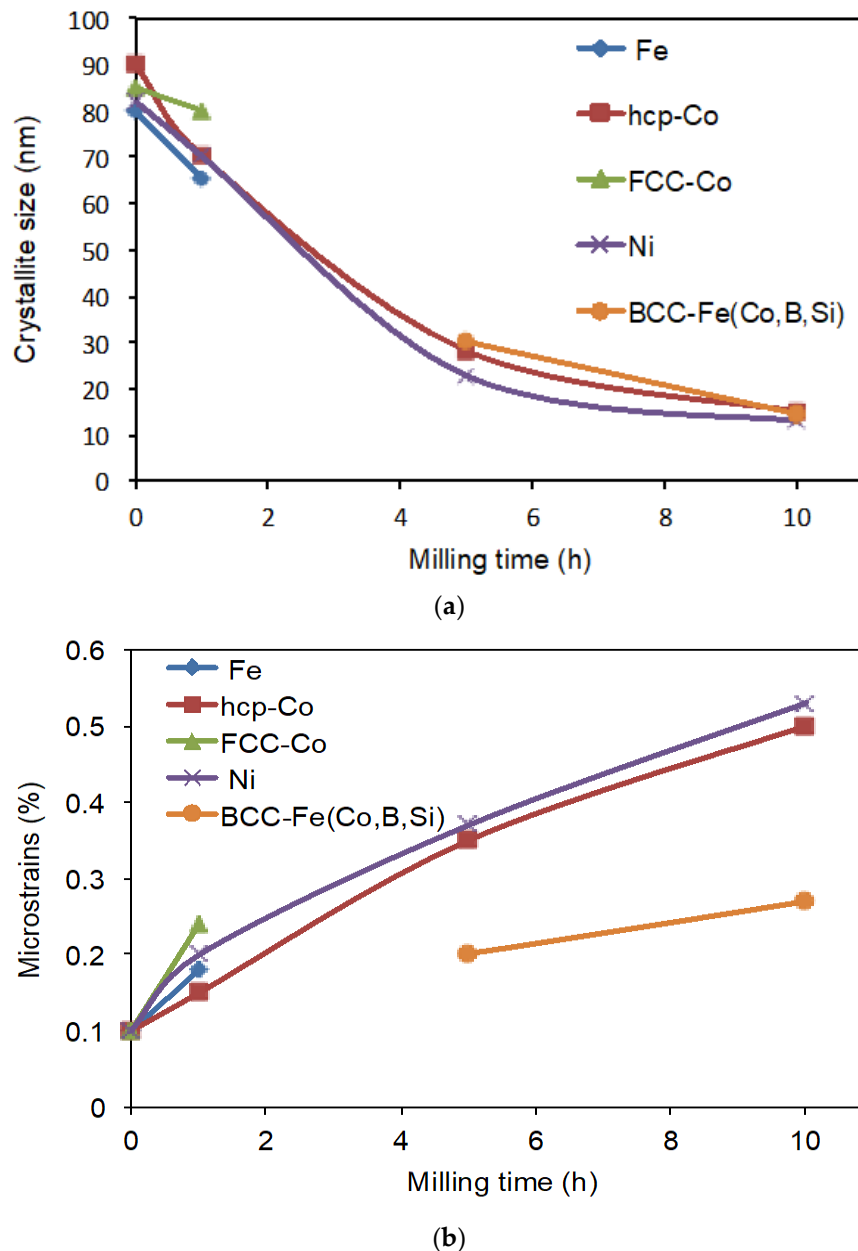 100
90
80
70
60
50
40
30
20
10
0
Crystallite size (nm)
Fe
hcp-Co
FCC-Co
Ni
BCC-Fe(Co,B,Si)
0 2 4 6 8 10
Milling time (h)
(a)
0.6
0.5
0.4
0.3
0.2
0.1
0
Microstrains (%)
Fe
hcp-Co
FCC-Co
Ni
BCC-Fe(Co,B,Si)
0 2 4 6 8 10
Milling time (h)
(b)